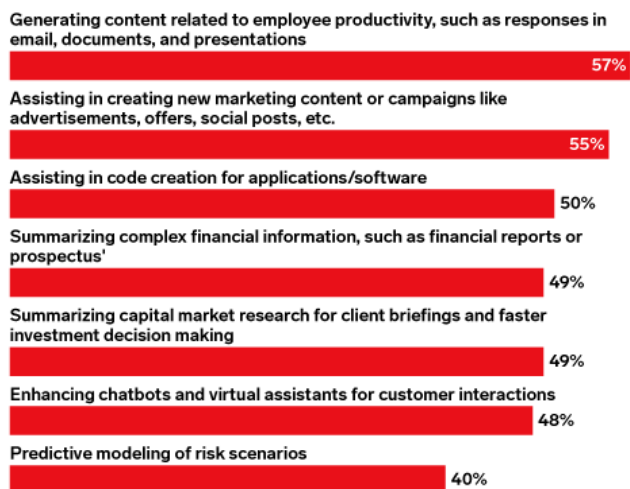 Generating content related to employee productivity, such as responses in
email, documents, and presentations
57%
Assisting in creating new marketing content or campaigns like
advertisements, offers, social posts, etc.
55%
Assisting in code creation for applications/software
50%
Summarizing complex financial information, such as financial reports or
prospectus'
49%
Summarizing capital market research for client briefings and faster
investment decision making
49%
Enhancing chatbots and virtual assistants for customer interactions
48%
Predictive modeling of risk scenarios
40%